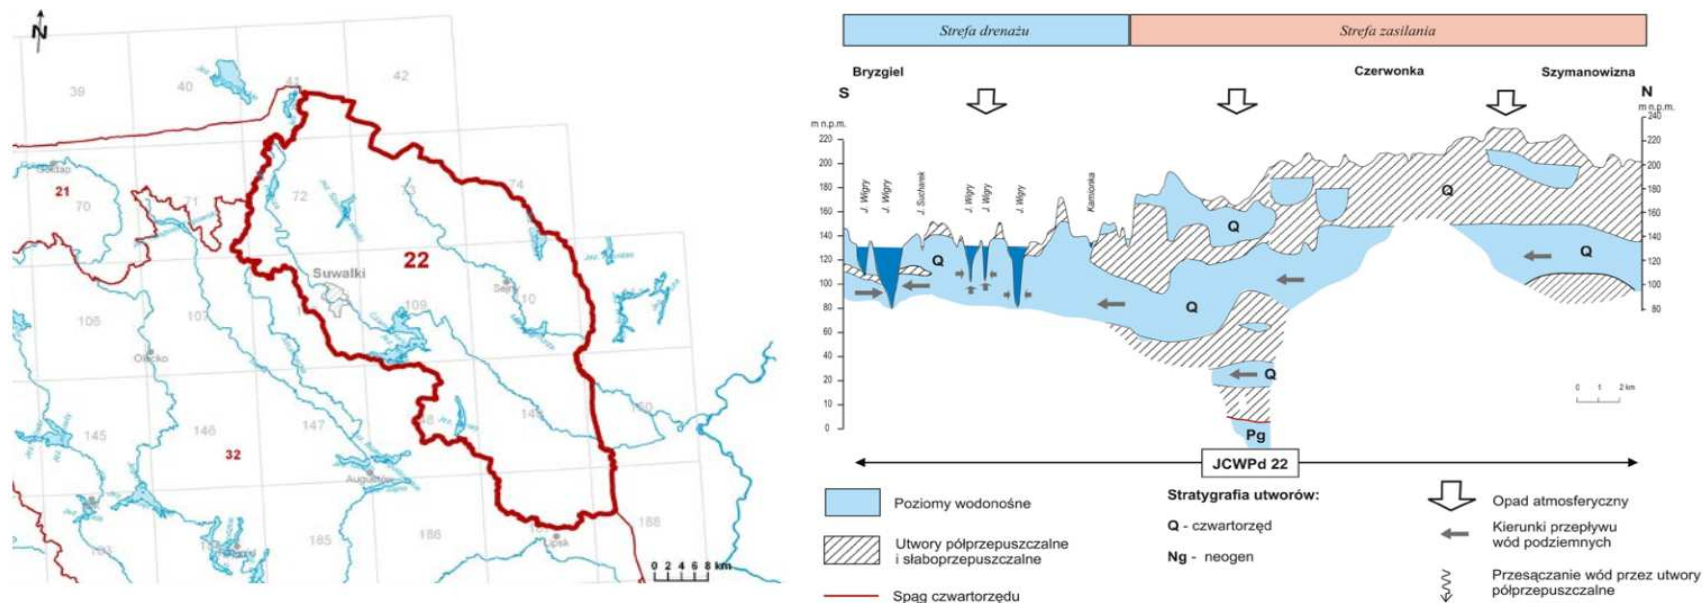 N
39
40
41
42
Gołdap
21
70
71
72
73
74
22
Suwałki
Sejny
109
106
107
Olecko
145
146
147
32
149
150
Augustów
185
186
188
Lipsk
0 2 4 6 8 km
Strefa drenażu
Strefa zasilania
Bryzgiel
Czerwonka
Szymanowizna
S
N
m n.p.m.
m n.p.m.
240
220
220
200
200
180
180
160
160
140
140
120
120
100
100
80
80
60
40
20
0
J. Wigry
J. Wigry
J. Sucharek
J. Wigry
J. Wigry
J. Wigry
Kamionka
Q
Q
Q
Q
Q
Q
Pg
0 1 2 km
JCWPd 22
Poziomy wodonośne
Utwory półprzepuszczalne
i słaboprzepuszczalne
Spąg czwartorzędu
Stratygrafia utworów:
Q - czwartorzęd
Ng - neogen
Opad atmosferyczny
Kierunki przepływu
wód podziemnych
Przesączanie wód przez utwory
półprzepuszczalne